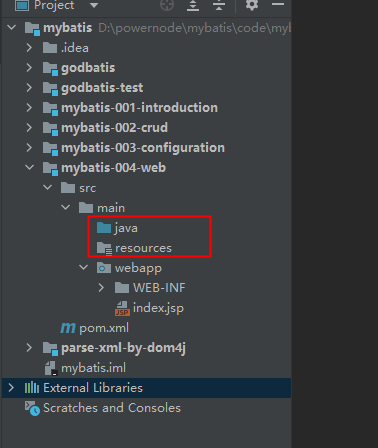 Project
mybatis D:\powernode\mybatis\code\myb
.idea
godbatis
godbatis-test
mybatis-001-introduction
mybatis-002-crud
mybatis-003-configuration
mybatis-004-web
src
main
java
resources
webapp
WEB-INF
JSP index.jsp
m pom.xml
parse-xml-by-dom4j
mybatis.iml
External Libraries
Scratches and Consoles